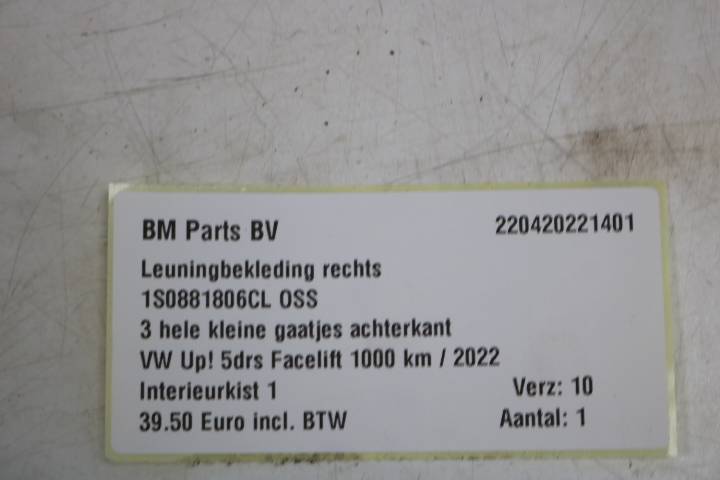 BM Parts BV 220420221401
Leuningbekleding rechts
1S0881806CL OSS
3 hele kleine gaatjes achterkant
VW Up! 5drs Facelift 1000 km / 2022
Interieurkist 1 Verz: 10
39.50 Euro incl. BTW Aantal: 1